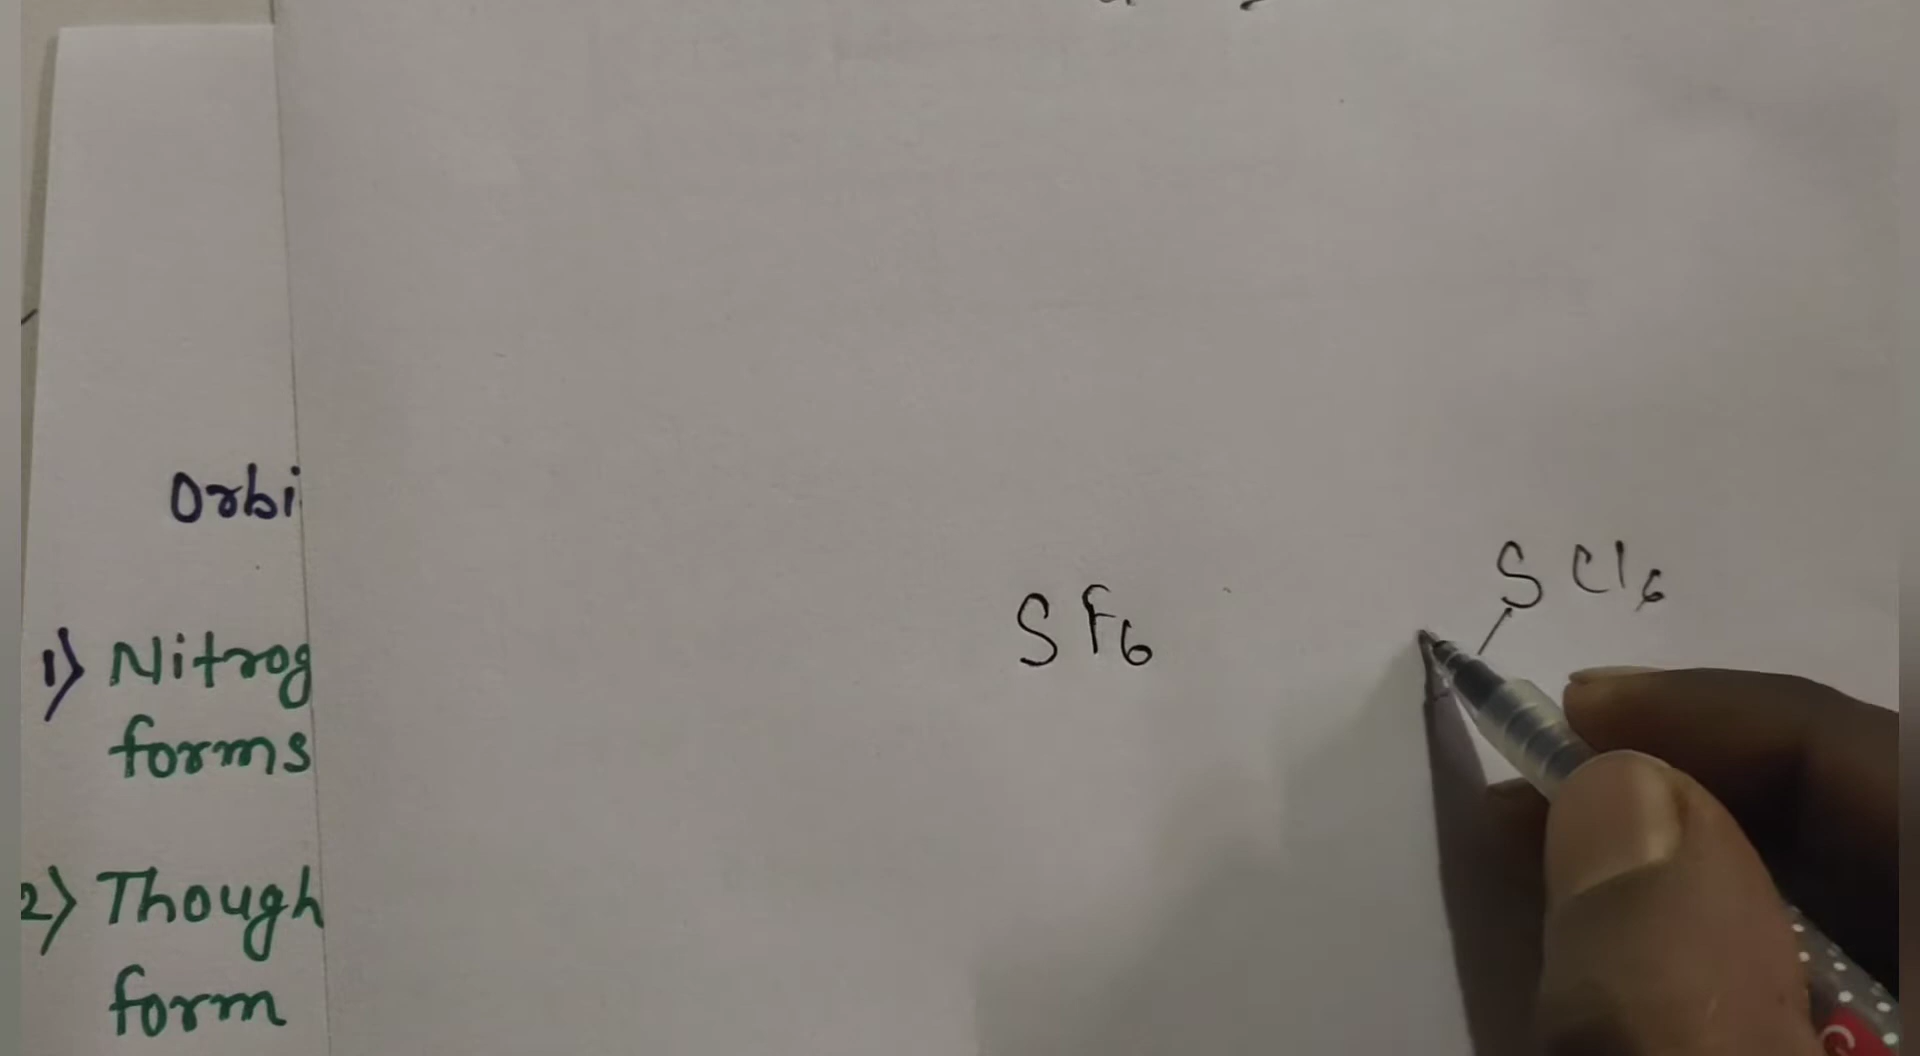 Orbi
SF6
SCl6
1) Nitrog
forms
2) Though
form